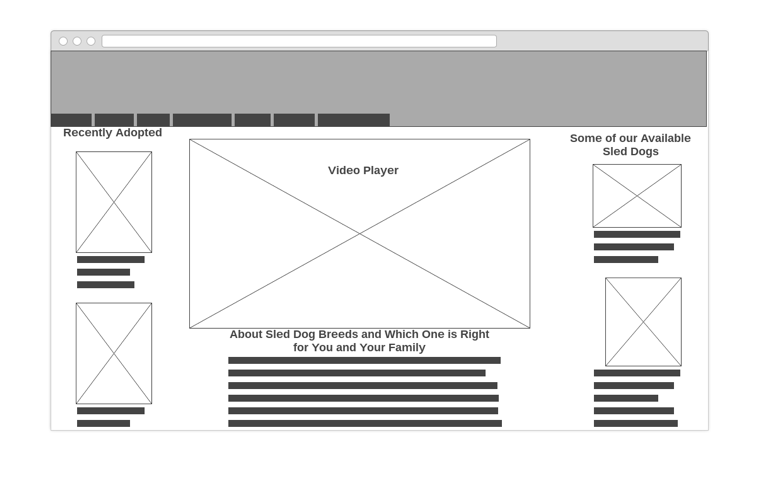 Recently Adopted
Video Player
About Sled Dog Breeds and Which One is Right
for You and Your Family
Some of our Available
Sled Dogs